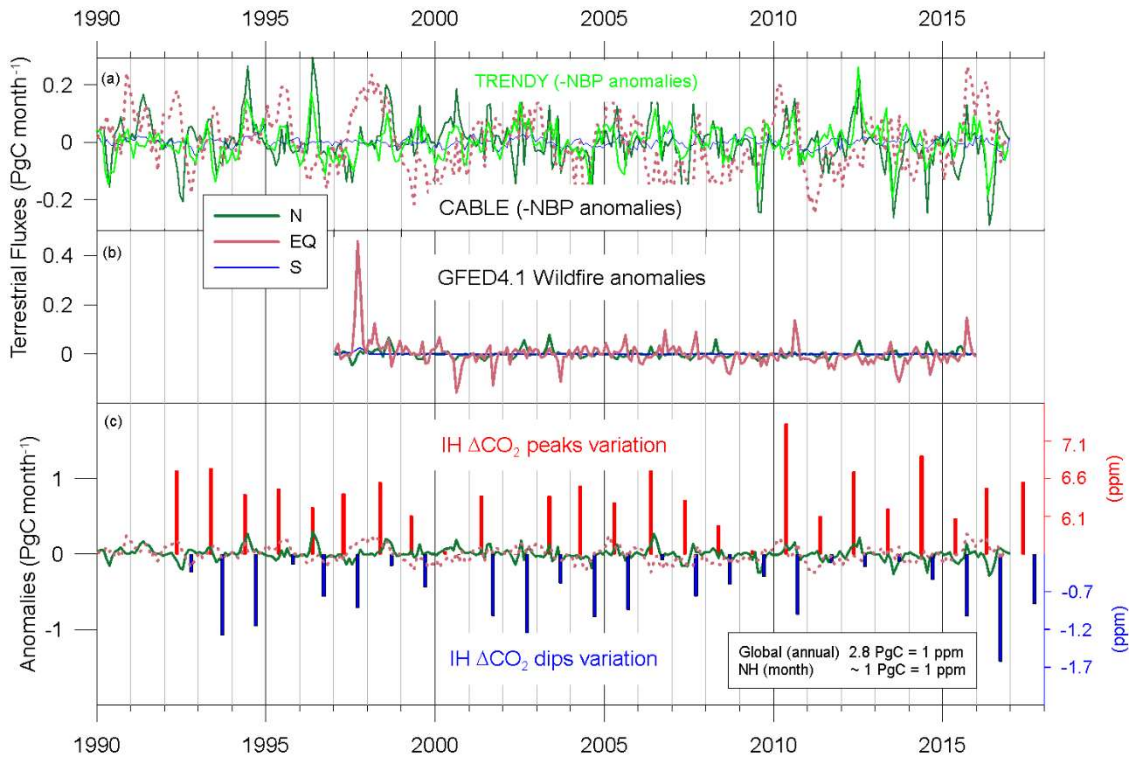 1990 1995 2000 2005 2010 2015
(a)
TRENDY (-NBP anomalies)
0.2
0
-0.2
Terrestrial Fluxes (PgC month⁻¹)
CABLE (-NBP anomalies)
N
EQ
S
(b)
GFED4.1 Wildfire anomalies
0.4
0.2
0
(c)
IH ΔCO₂ peaks variation
1
0
-1
Anomalies (PgC month⁻¹)
7.1
6.6
6.1
(ppm)
-0.7
-1.2
-1.7
(ppm)
IH ΔCO₂ dips variation
Global (annual) 2.8 PgC = 1 ppm
NH (month) ~ 1 PgC = 1 ppm
1990 1995 2000 2005 2010 2015